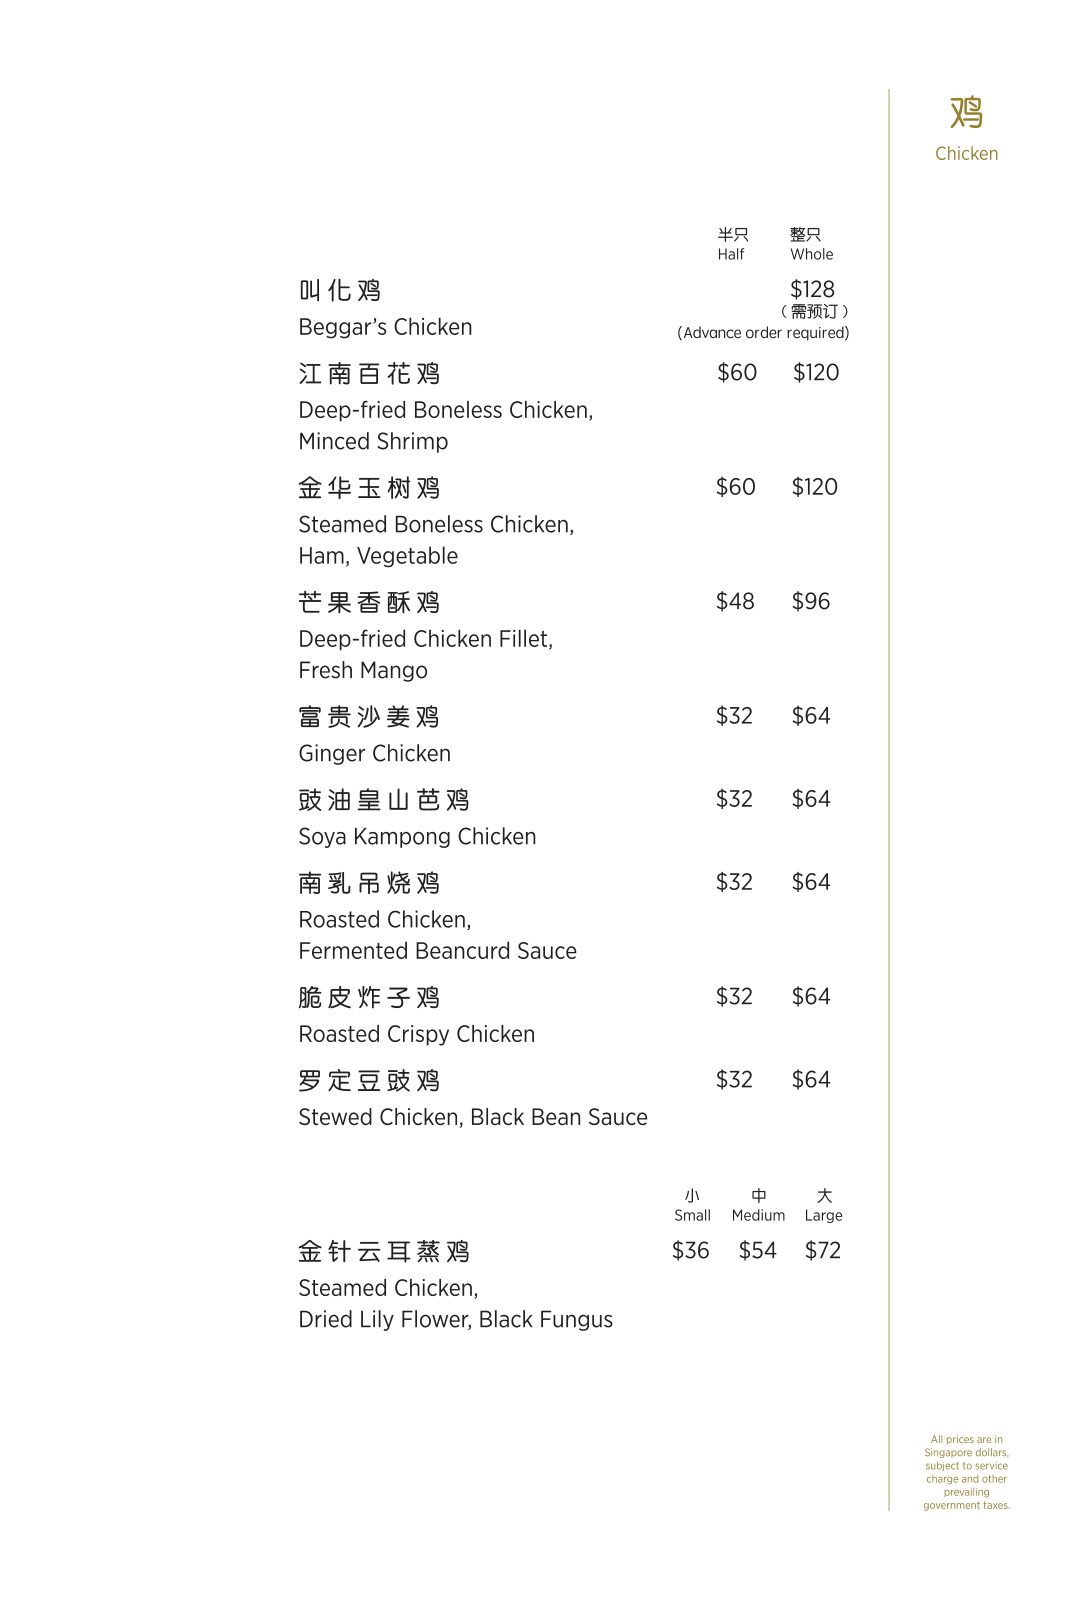 鸡
Chicken
半只 整只
Half Whole
叫化鸡 $128
（需预订）
Beggar's Chicken (Advance order required)
江南百花鸡 $60 $120
Deep-fried Boneless Chicken,
Minced Shrimp
金华玉树鸡 $60 $120
Steamed Boneless Chicken,
Ham, Vegetable
芒果香酥鸡 $48 $96
Deep-fried Chicken Fillet,
Fresh Mango
富贵沙姜鸡 $32 $64
Ginger Chicken
豉油皇山芭鸡 $32 $64
Soya Kampong Chicken
南乳吊烧鸡 $32 $64
Roasted Chicken,
Fermented Beancurd Sauce
脆皮炸子鸡 $32 $64
Roasted Crispy Chicken
罗定豆豉鸡 $32 $64
Stewed Chicken, Black Bean Sauce
小 中 大
Small Medium Large
金针云耳蒸鸡 $36 $54 $72
Steamed Chicken,
Dried Lily Flower, Black Fungus
All prices are in
Singapore dollars,
subject to service
charge and other
prevailing
government taxes.